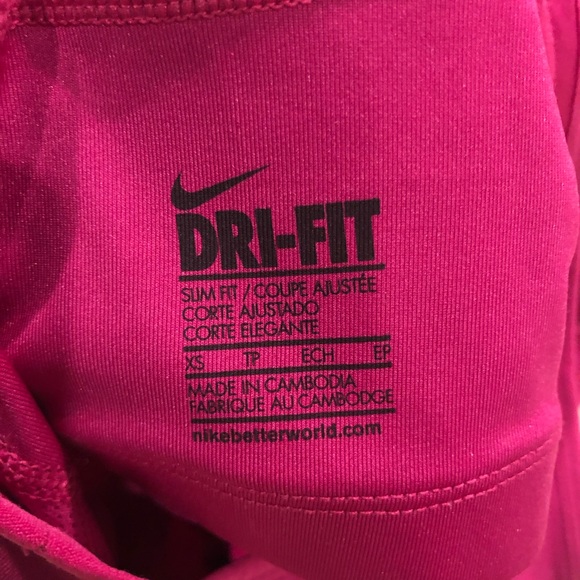 DRI-FIT
SLIM FIT / COUPE AJUSTÉE
CORTE AJUSTADO
CORTE ELEGANTE
XS TP ECH EP
MADE IN CAMBODIA
FABRIQUE AU CAMBODGE
nikebetterworld.com